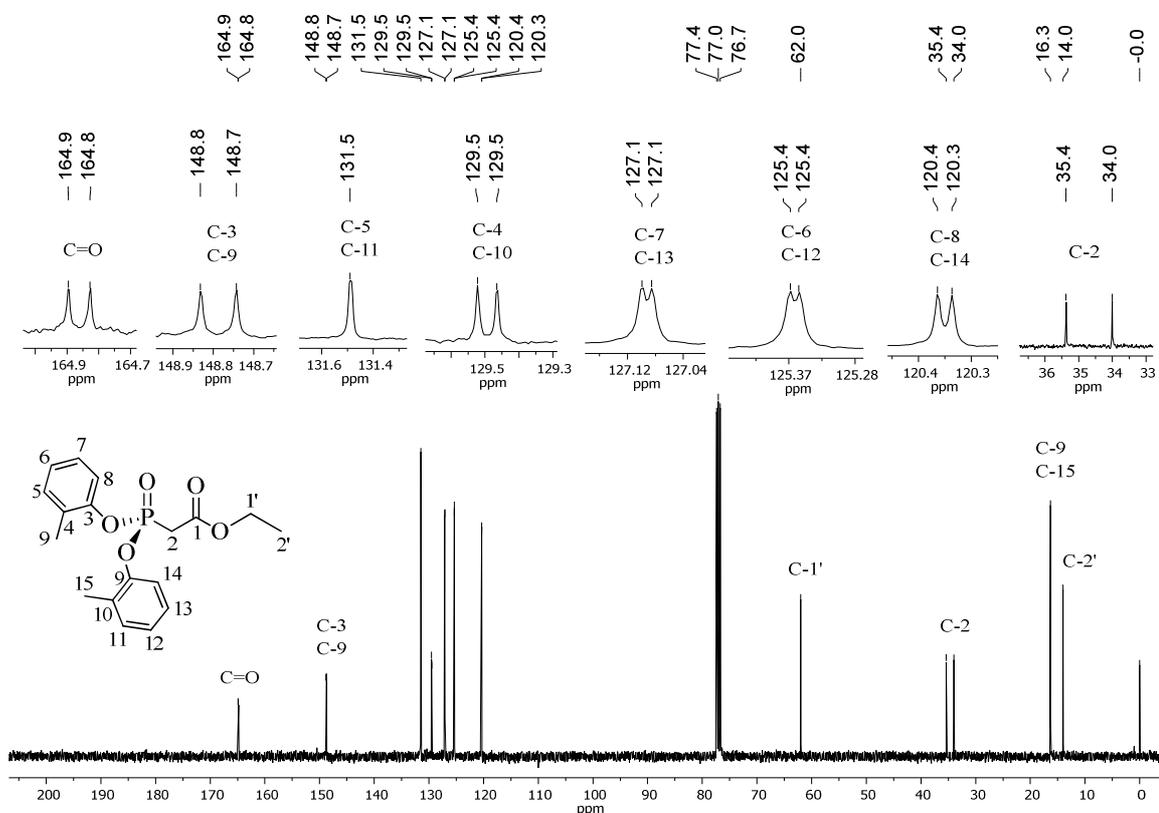 164.9
164.8
148.8
148.7
131.5
129.5
129.5
127.1
127.1
125.4
125.4
120.4
120.3
77.4
77.0
76.7
62.0
35.4
34.0
16.3
14.0
-0.0
164.9
164.8
148.8
148.7
131.5
129.5
129.5
127.1
127.1
125.4
125.4
120.4
120.3
35.4
34.0
C=O
C-3
C-9
C-5
C-11
C-4
C-10
C-7
C-13
C-6
C-12
C-8
C-14
C-2
164.9 164.7
ppm
148.9 148.8 148.7
ppm
131.6 131.4
ppm
129.5 129.3
ppm
127.12 127.04
ppm
125.37 125.28
ppm
120.4 120.3
ppm
36 35 34 33
ppm
7
6
8
5
3
4
9
O
O
P
O
2
O
1
O
1'
2'
9
14
15
10
13
11
12
C=O
C-3
C-9
C-1'
C-2
C-9
C-15
C-2'
200 190 180 170 160 150 140 130 120 110 100 90 80 70 60 50 40 30 20 10 0
ppm